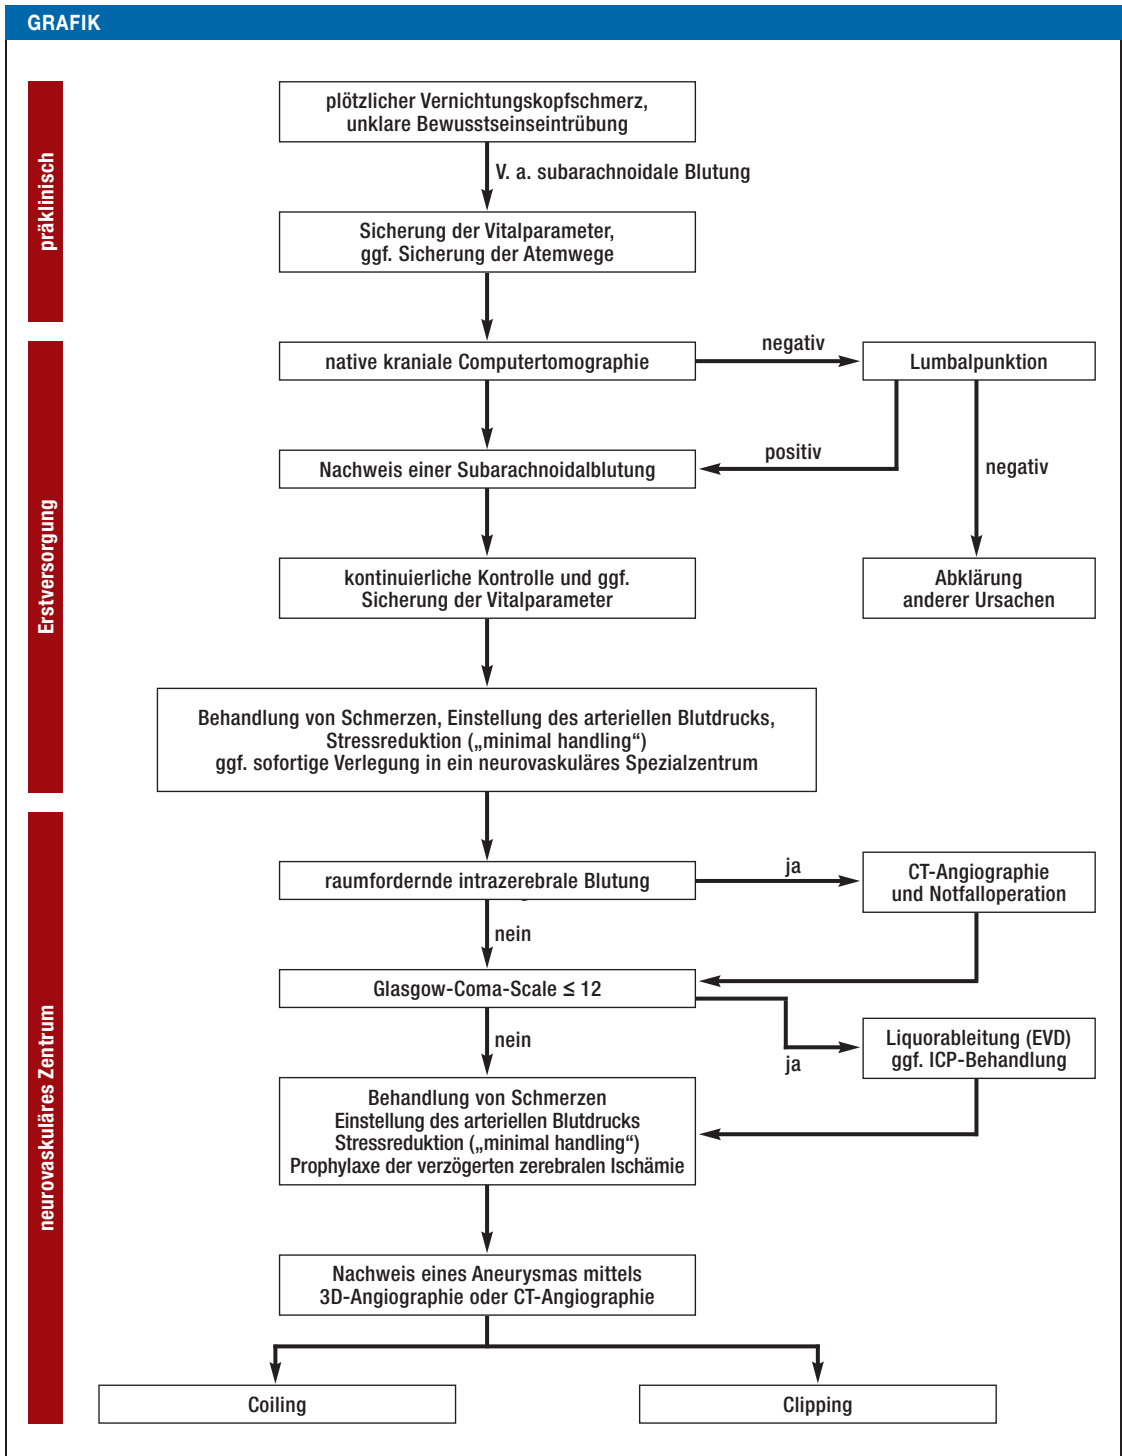 GRAFIK
präklinisch
plötzlicher Vernichtungskopfschmerz,
unklare Bewusstseinseintrübung
V. a. subarachnoidale Blutung
Sicherung der Vitalparameter,
ggf. Sicherung der Atemwege
Erstversorgung
native kraniale Computertomographie
negativ
Lumbalpunktion
Nachweis einer Subarachnoidalblutung
positiv
negativ
kontinuierliche Kontrolle und ggf.
Sicherung der Vitalparameter
Abklärung
anderer Ursachen
Behandlung von Schmerzen, Einstellung des arteriellen Blutdrucks,
Stressreduktion („minimal handling“)
ggf. sofortige Verlegung in ein neurovaskuläres Spezialzentrum
neurovaskuläres Zentrum
raumfordernde intrazerebrale Blutung
ja
CT-Angiographie
und Notfalloperation
nein
Glasgow-Coma-Scale ≤ 12
nein
ja
Liquorableitung (EVD)
ggf. ICP-Behandlung
Behandlung von Schmerzen
Einstellung des arteriellen Blutdrucks
Stressreduktion („minimal handling“)
Prophylaxe der verzögerten zerebralen Ischämie
Nachweis eines Aneurysmas mittels
3D-Angiographie oder CT-Angiographie
Coiling
Clipping